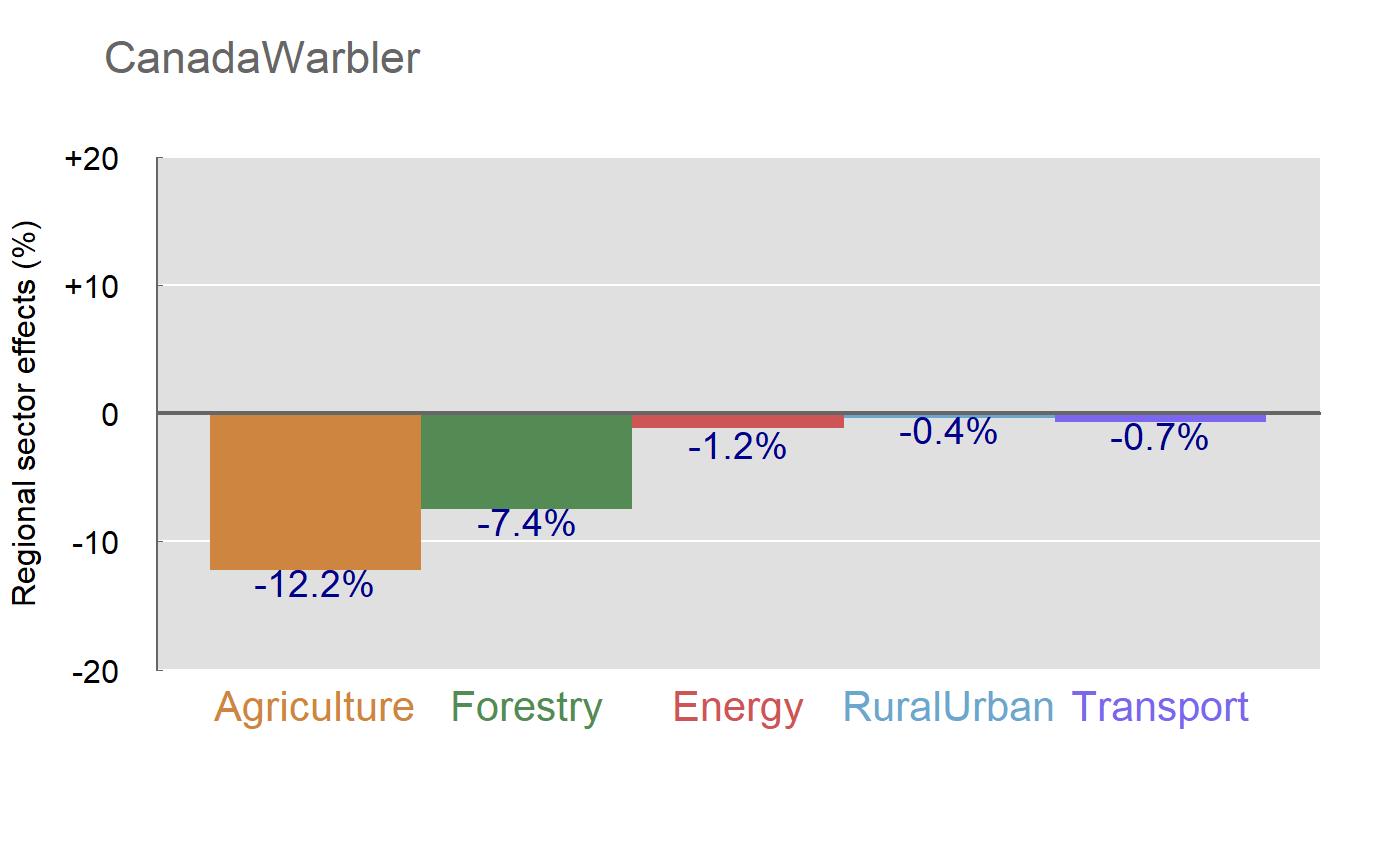 CanadaWarbler
Regional sector effects (%)
+20
+10
0
-10
-20
-12.2%
-7.4%
-1.2%
-0.4%
-0.7%
Agriculture
Forestry
Energy
RuralUrban
Transport